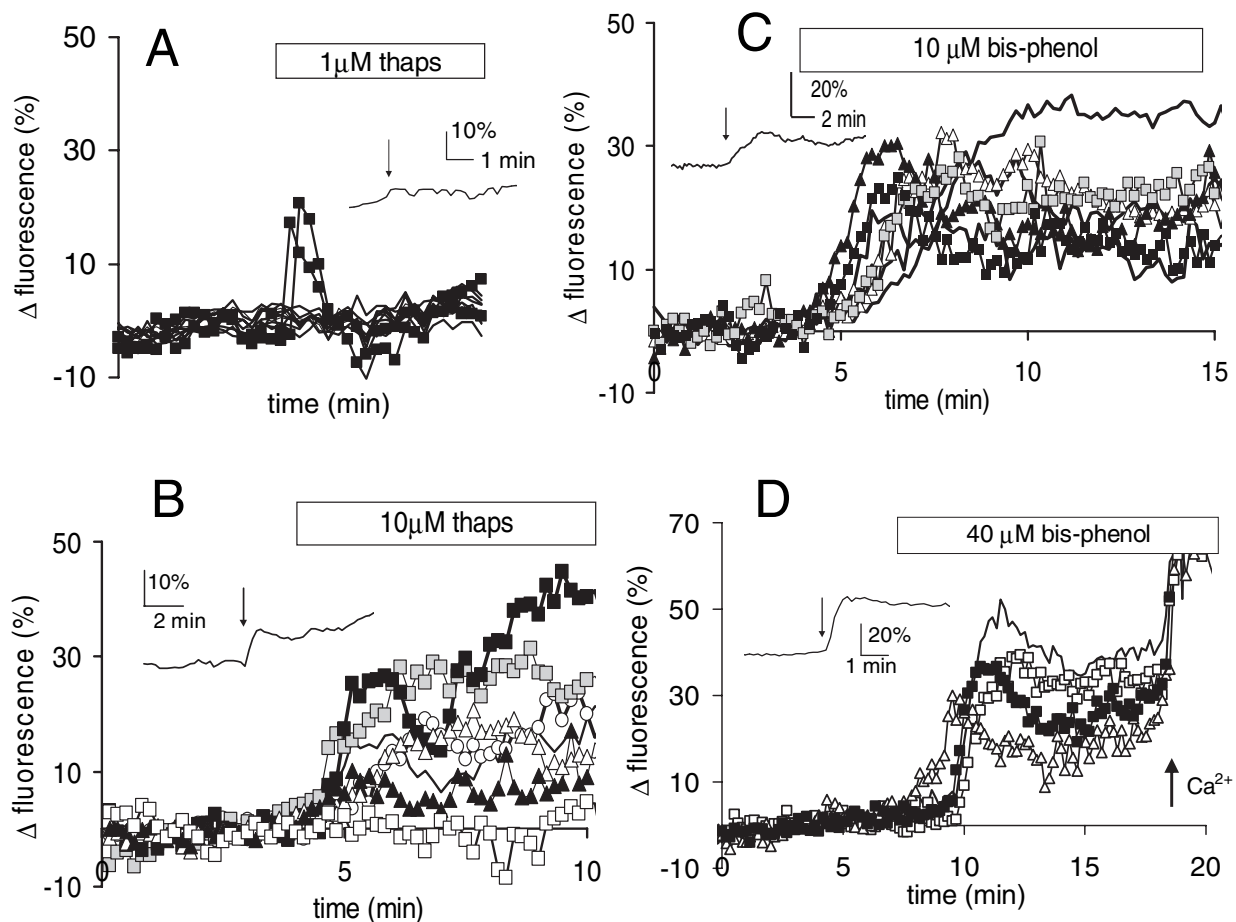 A
1μM thaps
50
30
10
-10
Δ fluorescence (%)
10%
1 min
time (min)
C
10 μM bis-phenol
50
30
10
-10
Δ fluorescence (%)
20%
2 min
0
5
10
15
time (min)
B
10μM thaps
50
30
10
-10
Δ fluorescence (%)
10%
2 min
0
5
10
time (min)
D
40 μM bis-phenol
70
50
30
10
-10
Δ fluorescence (%)
20%
1 min
Ca²⁺
0
5
10
15
20
time (min)